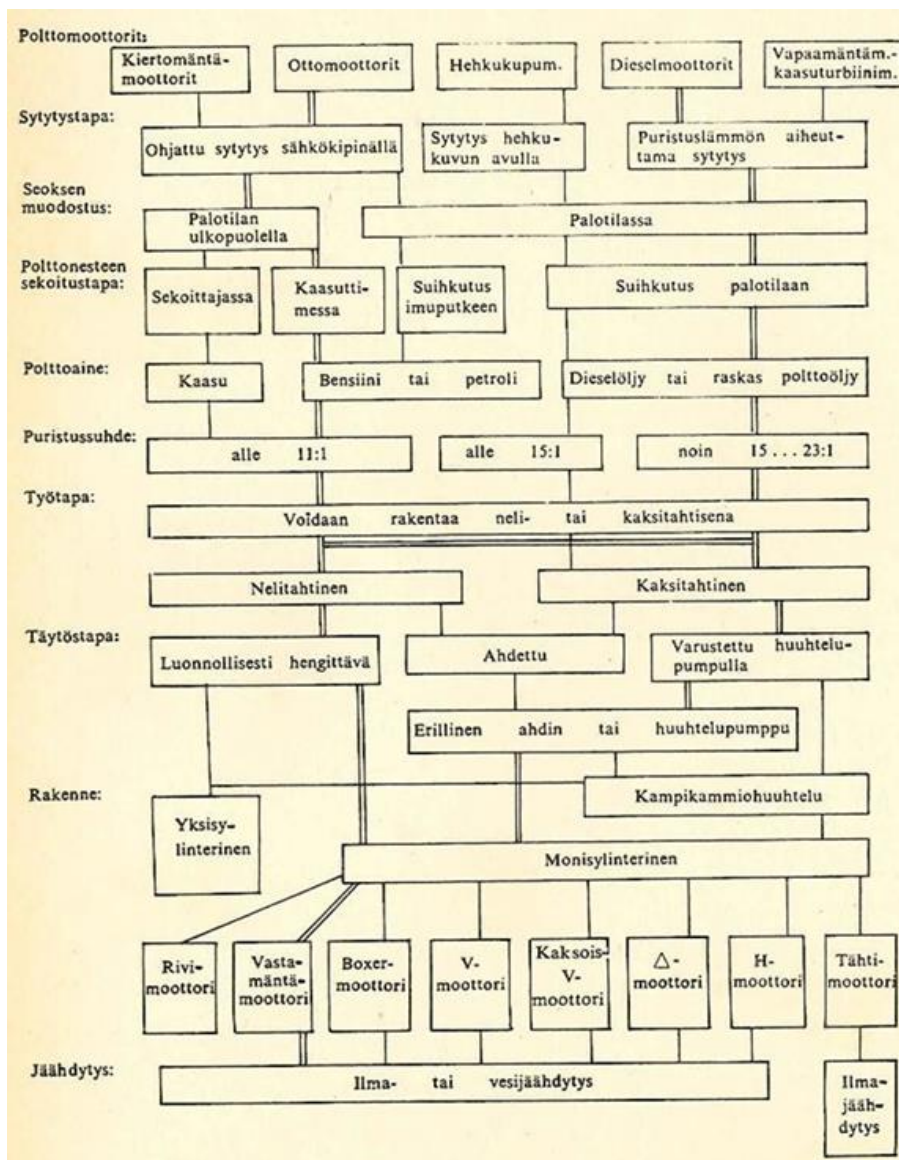 Polttomoottorit:
Kiertomäntä-
moottorit
Ottomoottorit
Hehkukupum.
Dieselmoottorit
Vapaamäntäm.-
kaasuturbiinim.
Sytytystapa:
Ohjattu sytytys sähkökipinällä
Sytytys hehku-
kuvun avulla
Puristuslämmön aiheut-
tama sytytys
Seoksen
muodostus:
Palotilan
ulkopuolella
Palotilassa
Polttonesteen
sekoitustapa:
Sekoittajassa
Kaasutti-
messa
Suihkutus
imuputkeen
Suihkutus palotilaan
Polttoaine:
Kaasu
Bensiini tai petroli
Dieselöljy tai raskas polttoöljy
Puristussuhde:
alle 11:1
alle 15:1
noin 15...23:1
Työtapa:
Voidaan rakentaa neli- tai kaksitahtisena
Nelitahtinen
Kaksitahtinen
Täytöstapa:
Luonnollisesti hengittävä
Ahdettu
Varustettu huuhtelu-
pumpulla
Erillinen ahdin tai huuhtelupumppu
Rakenne:
Kampikammiohuuhtelu
Yksisy-
linterinen
Monisylinterinen
Rivi-
moottori
Vasta-
mäntä-
moottori
Boxer-
moottori
V-
moottori
Kaksois-
V-
moottori
△-
moottori
H-
moottori
Tähti-
moottori
Jäähdytys:
Ilma- tai vesijäähdytys
Ilma-
jääh-
dytys